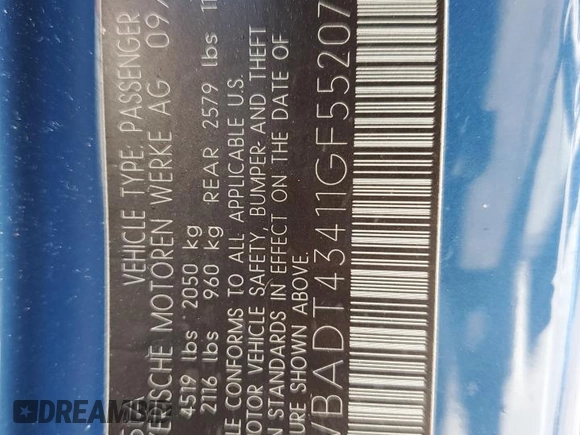 VEHICLE TYPE: PASSENGER
MOTOREN WERKE AG 09/
4519 lbs 2050 kg
2116 lbs 960 kg REAR 2579 lbs 11
CONFORMS TO ALL APPLICABLE U.S.
MOTOR VEHICLE SAFETY, BUMPER AND THEFT
STANDARDS IN EFFECT ON THE DATE OF
SHOWN ABOVE.
WBADT43411GF55207
DREAMBID